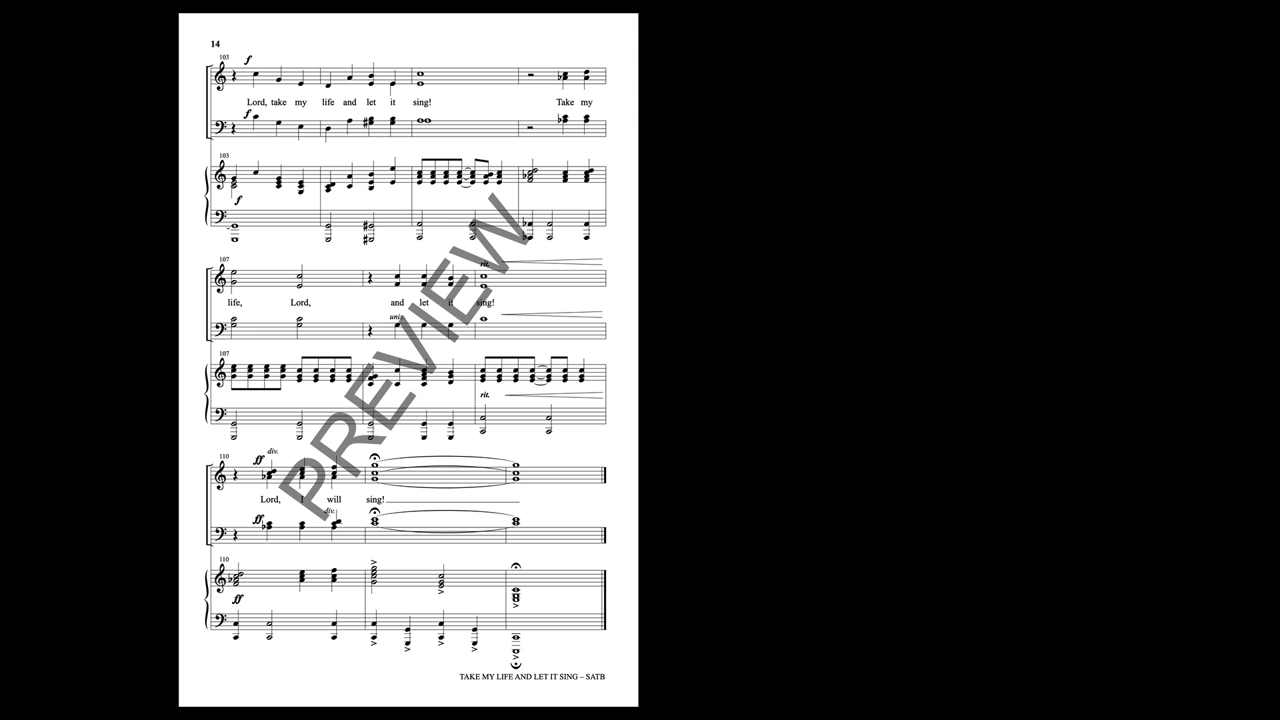 14
103
f
Lord, take my life and let it sing! Take my
f
103
f
107
rit.
life, Lord, and let it sing!
unis.
107
rit.
PREVIEW
110
ff
div.
Lord, I will sing!
div.
ff
110
ff
TAKE MY LIFE AND LET IT SING – SATB